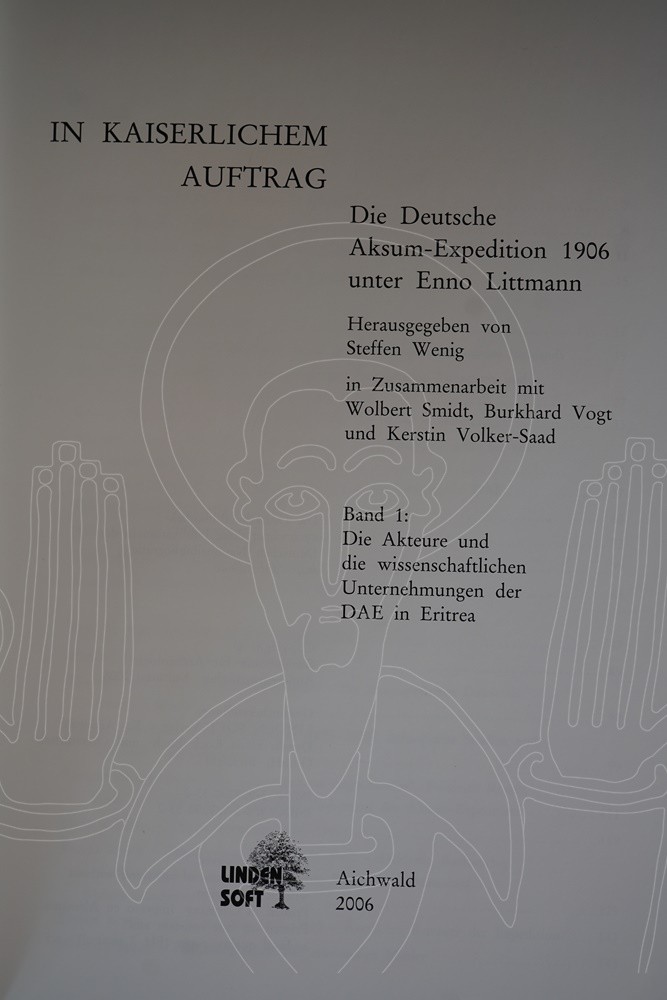 IN KAISERLICHEM
AUFTRAG
Die Deutsche
Aksum-Expedition 1906
unter Enno Littmann
Herausgegeben von
Steffen Wenig
in Zusammenarbeit mit
Wolbert Smidt, Burkhard Vogt
und Kerstin Volker-Saad
Band 1:
Die Akteure und
die wissenschaftlichen
Unternehmungen der
DAE in Eritrea
LINDEN
SOFT
Aichwald
2006